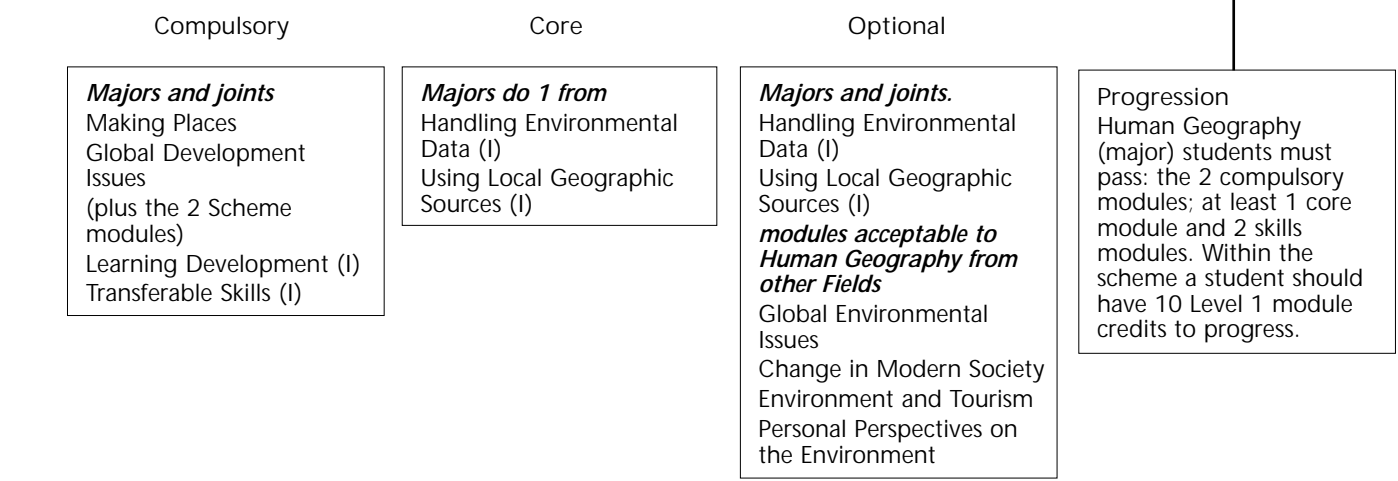 Compulsory
Majors and joints
Making Places
Global Development
Issues
(plus the 2 Scheme
modules)
Learning Development (I)
Transferable Skills (I)
Core
Majors do 1 from
Handling Environmental
Data (I)
Using Local Geographic
Sources (I)
Optional
Majors and joints.
Handling Environmental
Data (I)
Using Local Geographic
Sources (I)
modules acceptable to
Human Geography from
other Fields
Global Environmental
Issues
Change in Modern Society
Environment and Tourism
Personal Perspectives on
the Environment
Progression
Human Geography
(major) students must
pass: the 2 compulsory
modules; at least 1 core
module and 2 skills
modules. Within the
scheme a student should
have 10 Level 1 module
credits to progress.